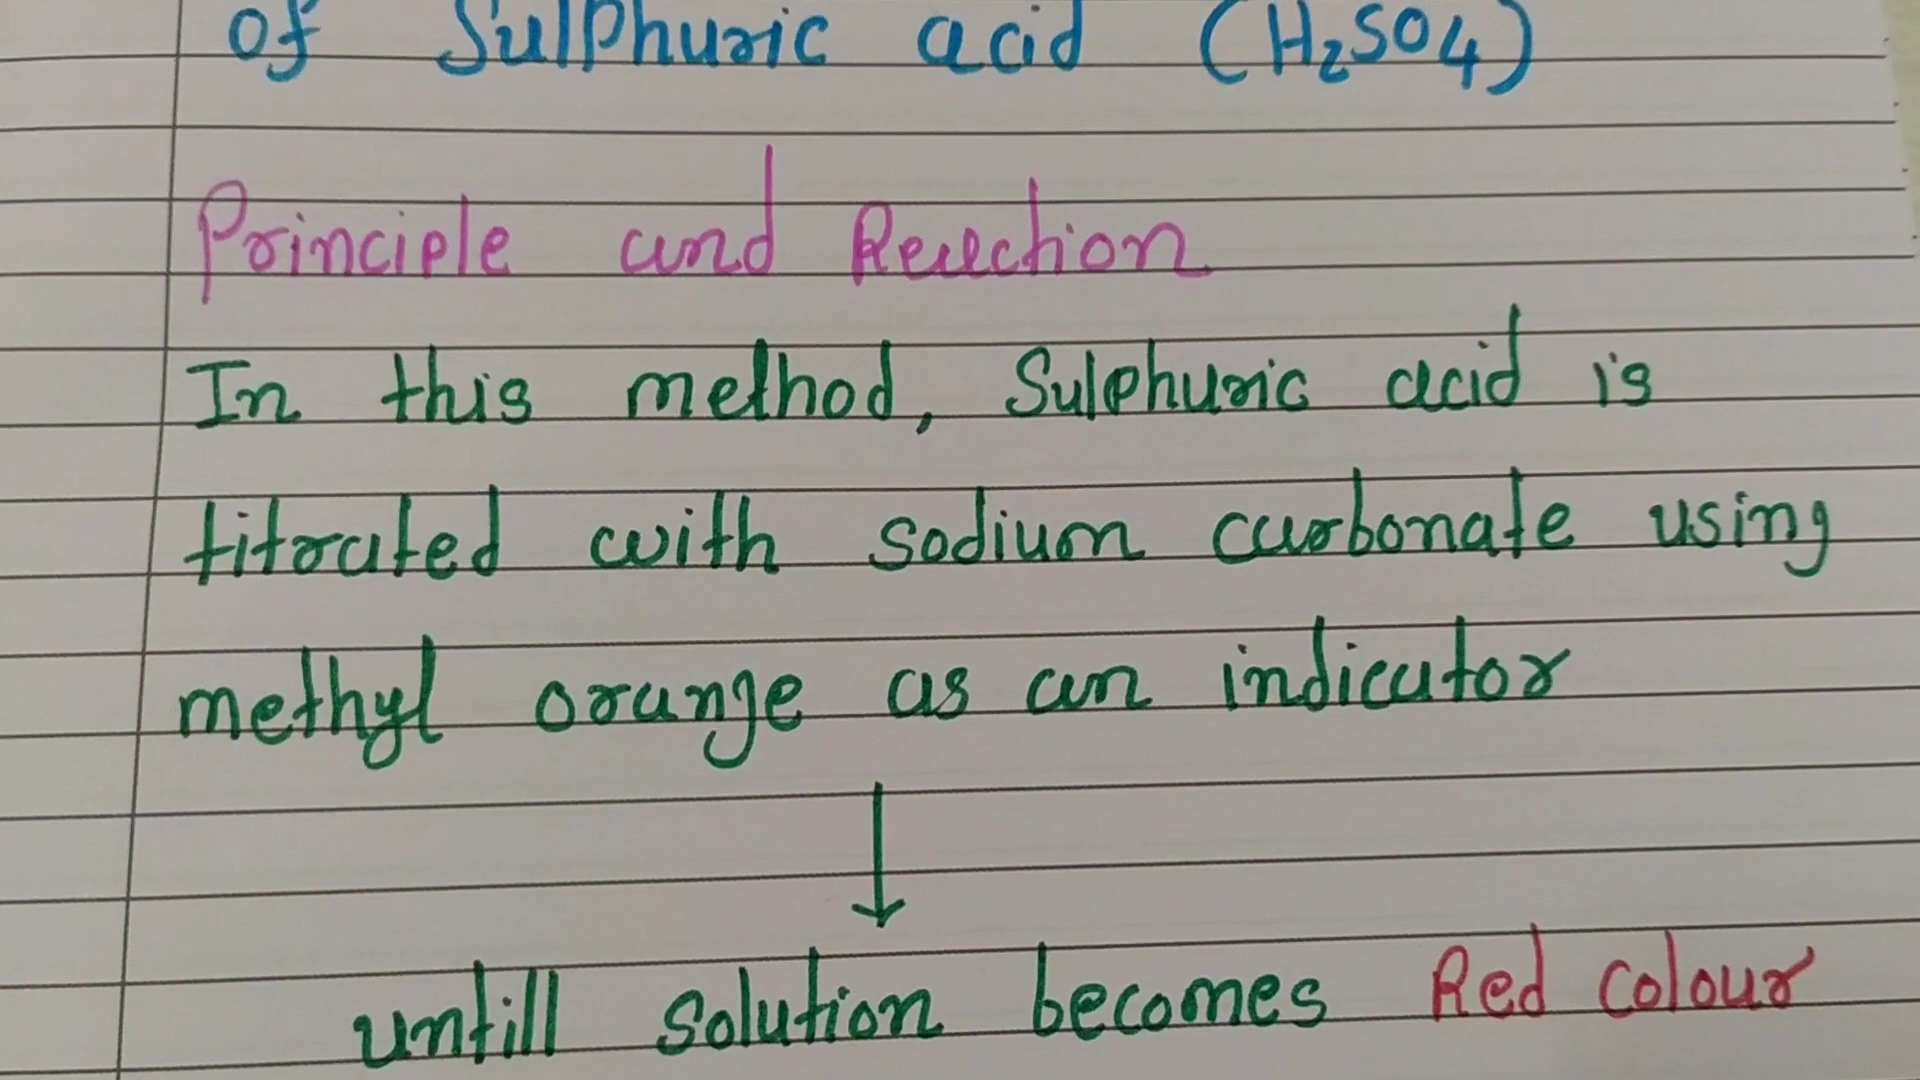 of Sulphuric acid (H₂SO4)
Principle and Reaction
In this method, Sulphuric acid is
titrated with sodium carbonate using
methyl orange as an indicator
↓
untill solution becomes Red colour